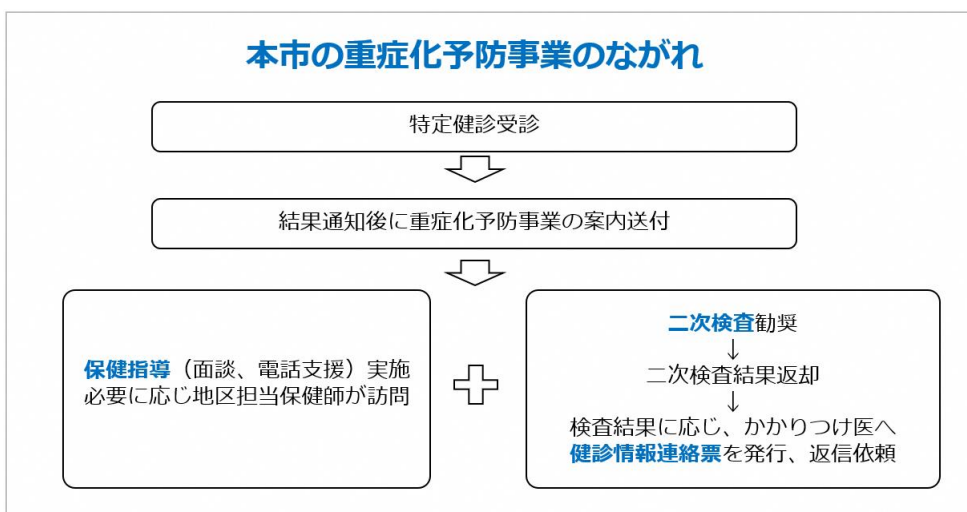 本市の重症化予防事業のながれ
特定健診受診
結果通知後に重症化予防事業の案内送付
保健指導（面談、電話支援）実施
必要に応じ地区担当保健師が訪問
二次検査勧奨
↓
二次検査結果返却
↓
検査結果に応じ、かかりつけ医へ
健診情報連絡票を発行、返信依頼